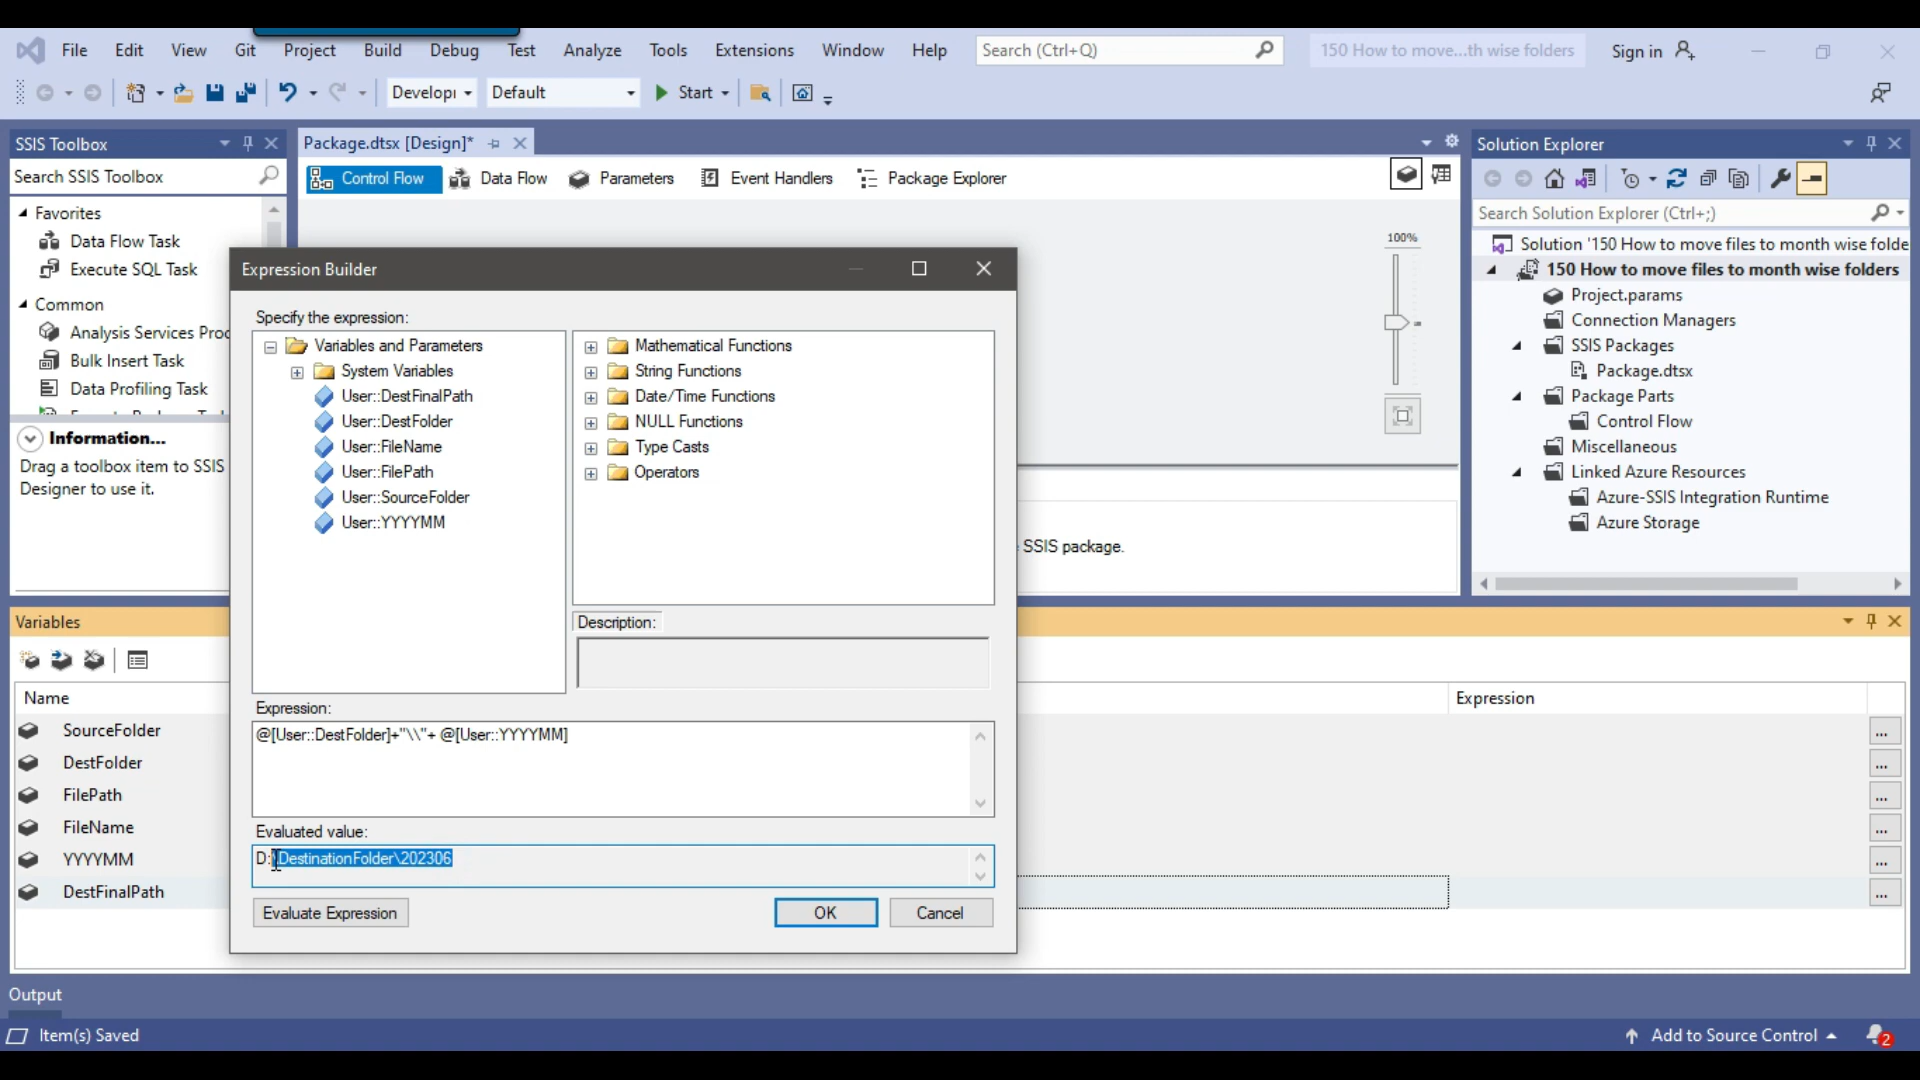 File Edit View Git Project Build Debug Test Analyze Tools Extensions Window Help Search (Ctrl+Q) 150 How to move...th wise folders Sign in
Default Start
SSIS Toolbox
Search SSIS Toolbox
Favorites
Data Flow Task
Execute SQL Task
Common
Analysis Services Proc
Bulk Insert Task
Data Profiling Task
Information...
Drag a toolbox item to SSIS
Designer to use it.
Package.dtsx [Design]*
Control Flow Data Flow Parameters Event Handlers Package Explorer
100%
SSIS package.
Expression Builder
Specify the expression:
Variables and Parameters
System Variables
User::DestFinalPath
User::DestFolder
User::FileName
User::FilePath
User::SourceFolder
User::YYYYMM
Mathematical Functions
String Functions
Date/Time Functions
NULL Functions
Type Casts
Operators
Description:
Expression:
@[User::DestFolder]+"\\"+ @[User::YYYYMM]
Evaluated value:
D:\DestinationFolder\202306
Evaluate Expression OK Cancel
Solution Explorer
Search Solution Explorer (Ctrl+;)
Solution '150 How to move files to month wise folde
150 How to move files to month wise folders
Project.params
Connection Managers
SSIS Packages
Package.dtsx
Package Parts
Control Flow
Miscellaneous
Linked Azure Resources
Azure-SSIS Integration Runtime
Azure Storage
Variables
Name Expression
SourceFolder ...
DestFolder ...
FilePath ...
FileName ...
YYYYMM ...
DestFinalPath ...
Output
Item(s) Saved Add to Source Control 2